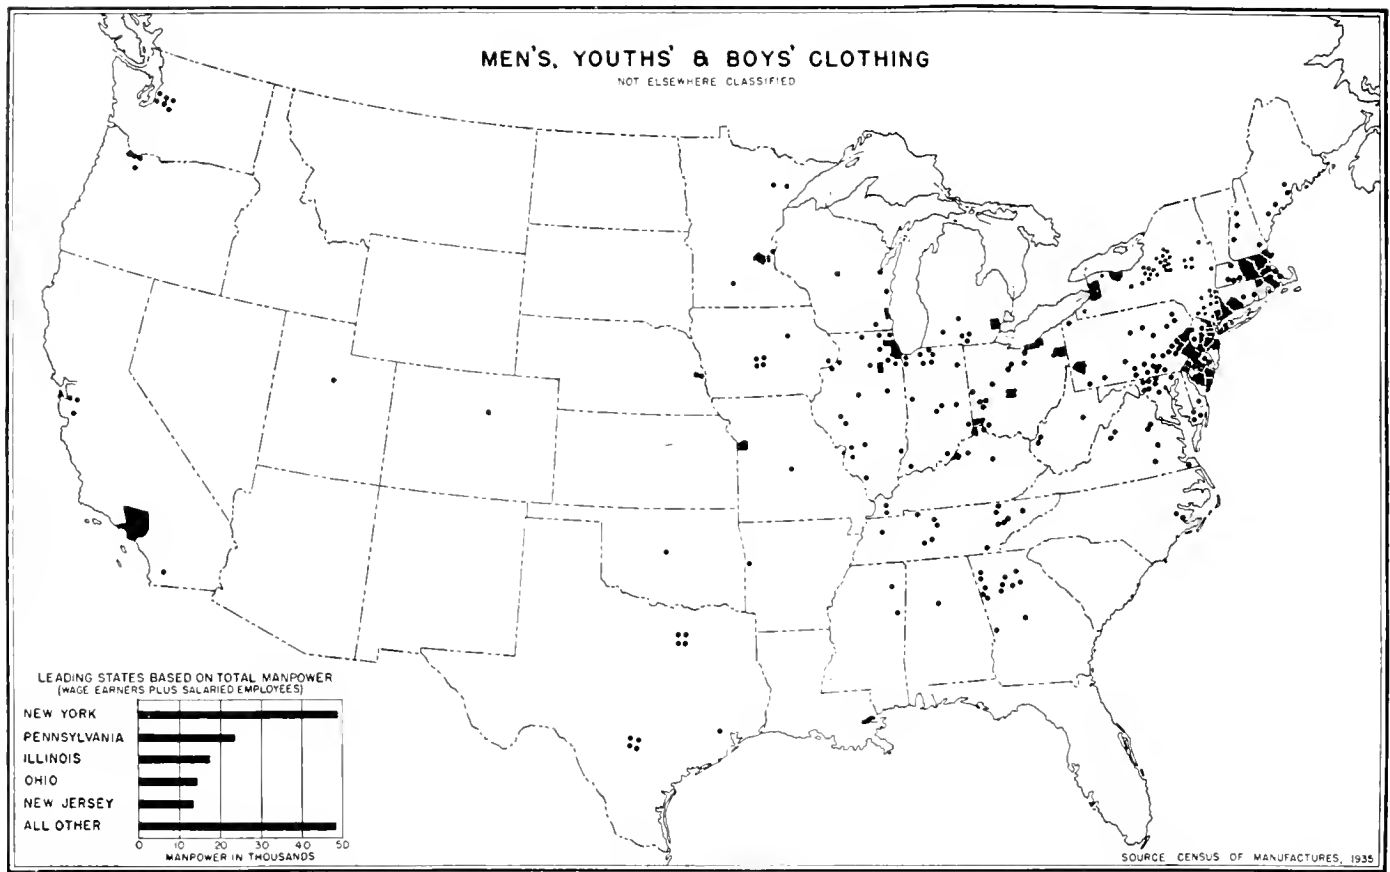 MEN'S, YOUTHS' & BOYS' CLOTHING
NOT ELSEWHERE CLASSIFIED
LEADING STATES BASED ON TOTAL MANPOWER
(WAGE EARNERS PLUS SALARIED EMPLOYEES)
NEW YORK
PENNSYLVANIA
ILLINOIS
OHIO
NEW JERSEY
ALL OTHER
0 10 20 30 40 50
MANPOWER IN THOUSANDS
SOURCE CENSUS OF MANUFACTURES, 1935